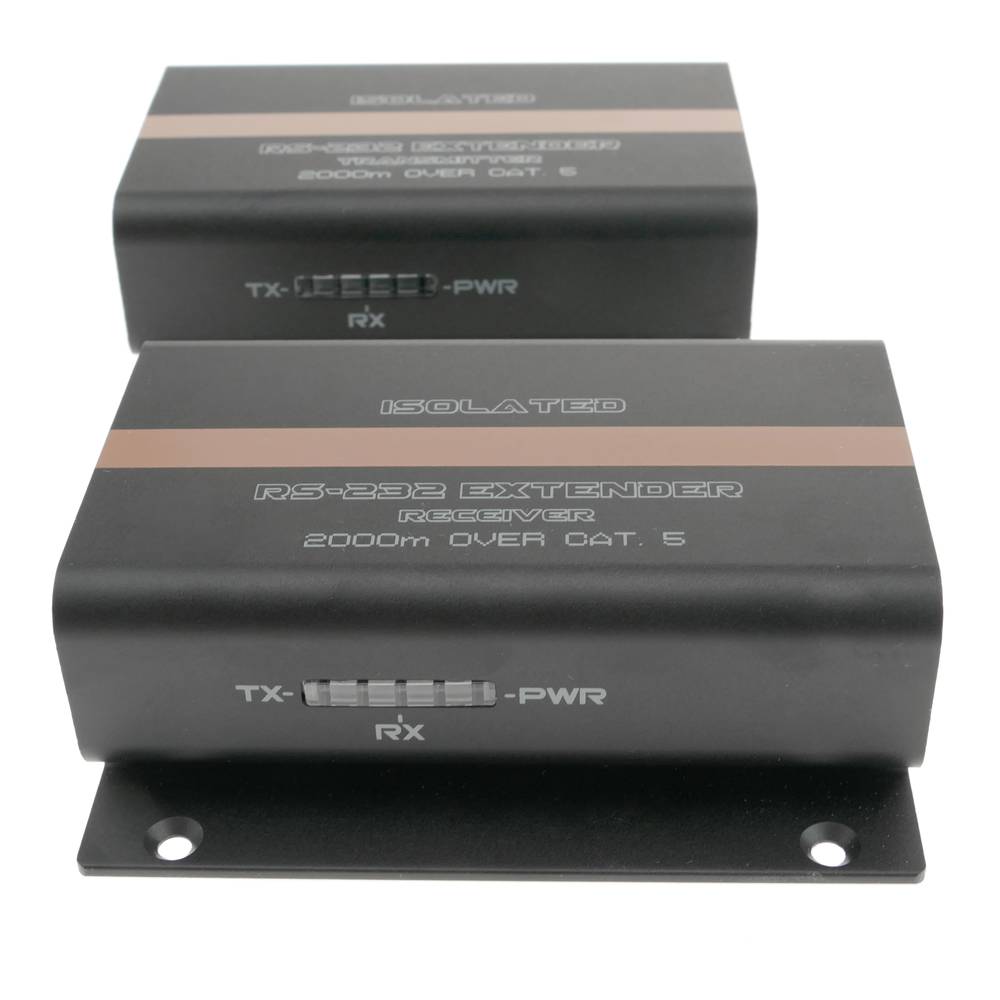 ISOLATED
RS-232 EXTENDER
TRANSMITTER
2000m OVER CAT. 5
TX- -PWR
RX
ISOLATED
RS-232 EXTENDER
RECEIVER
2000m OVER CAT. 5
TX- -PWR
RX